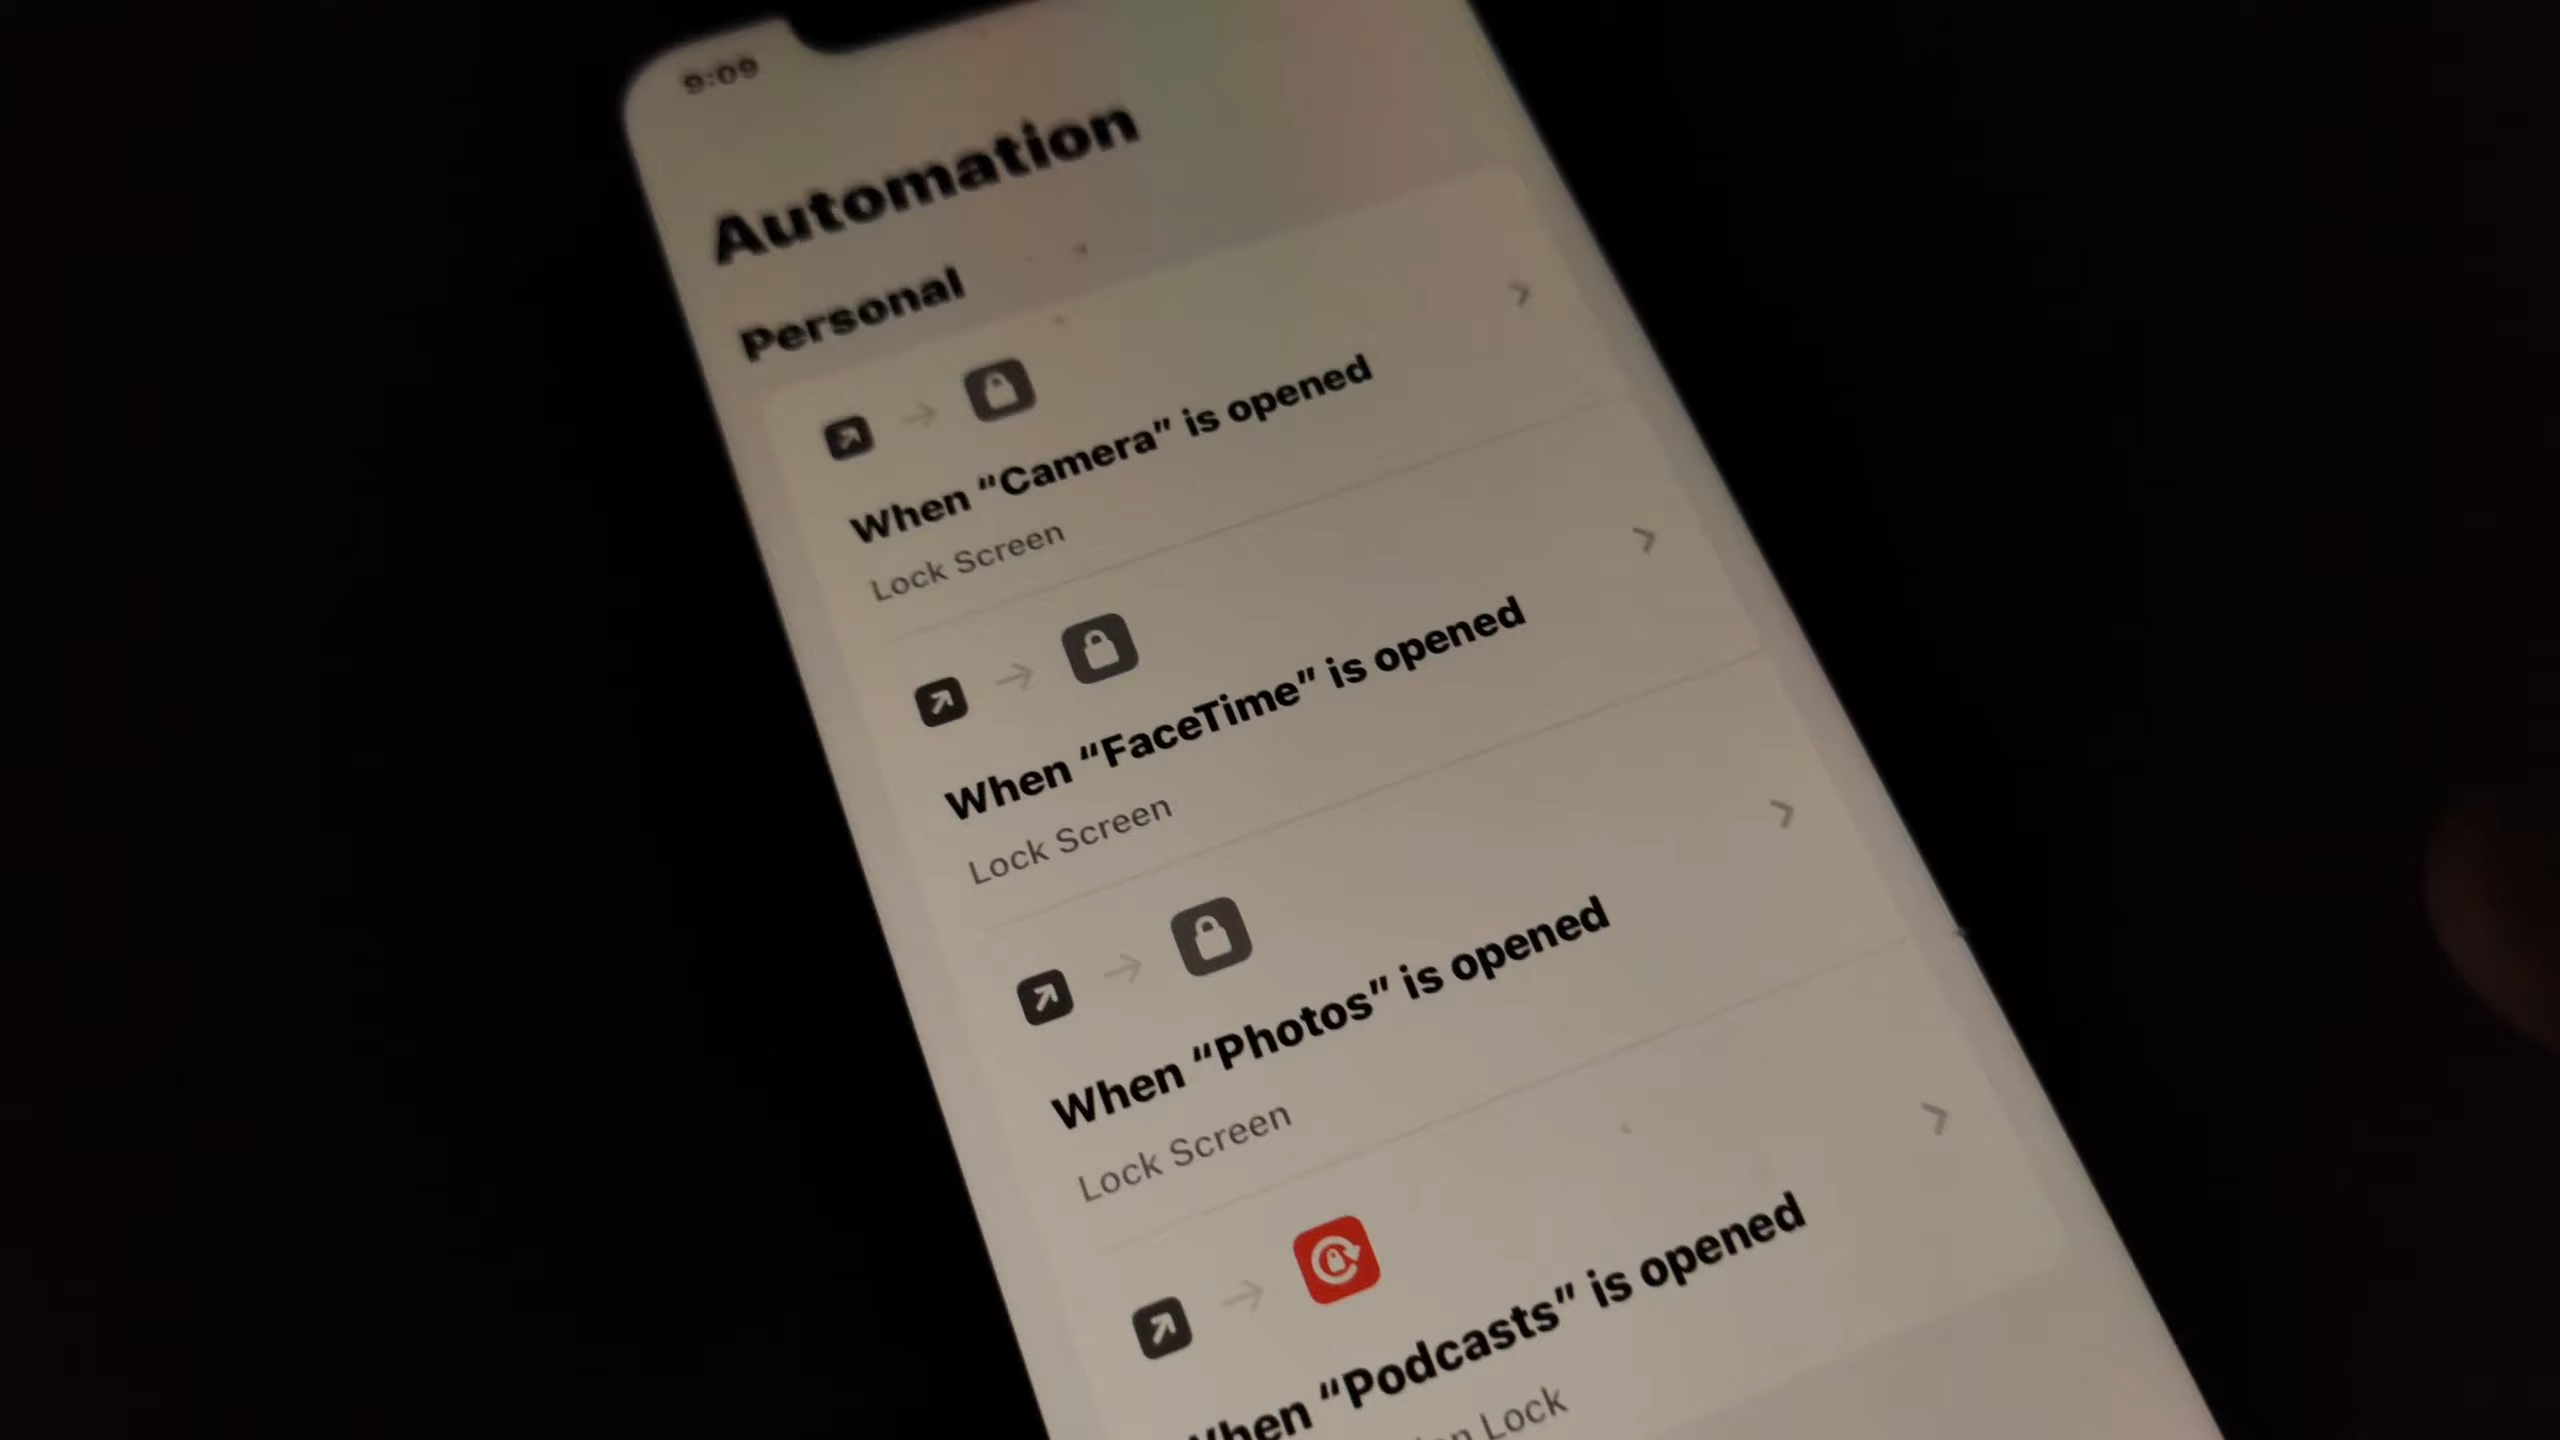 9:09
Automation
Personal
When “Camera” is opened
Lock Screen
When “FaceTime” is opened
Lock Screen
When “Photos” is opened
Lock Screen
When “Podcasts” is opened
Lock